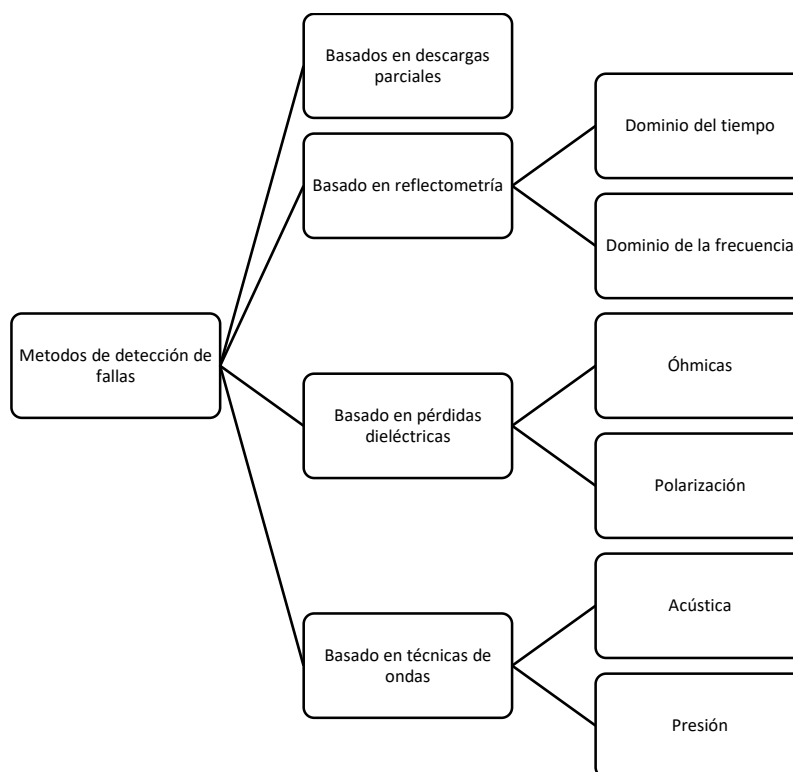 Metodos de detección de
fallas
Basados en descargas
parciales
Basado en reflectometría
Dominio del tiempo
Dominio de la frecuencia
Basado en pérdidas
dieléctricas
Óhmicas
Polarización
Basado en técnicas de
ondas
Acústica
Presión